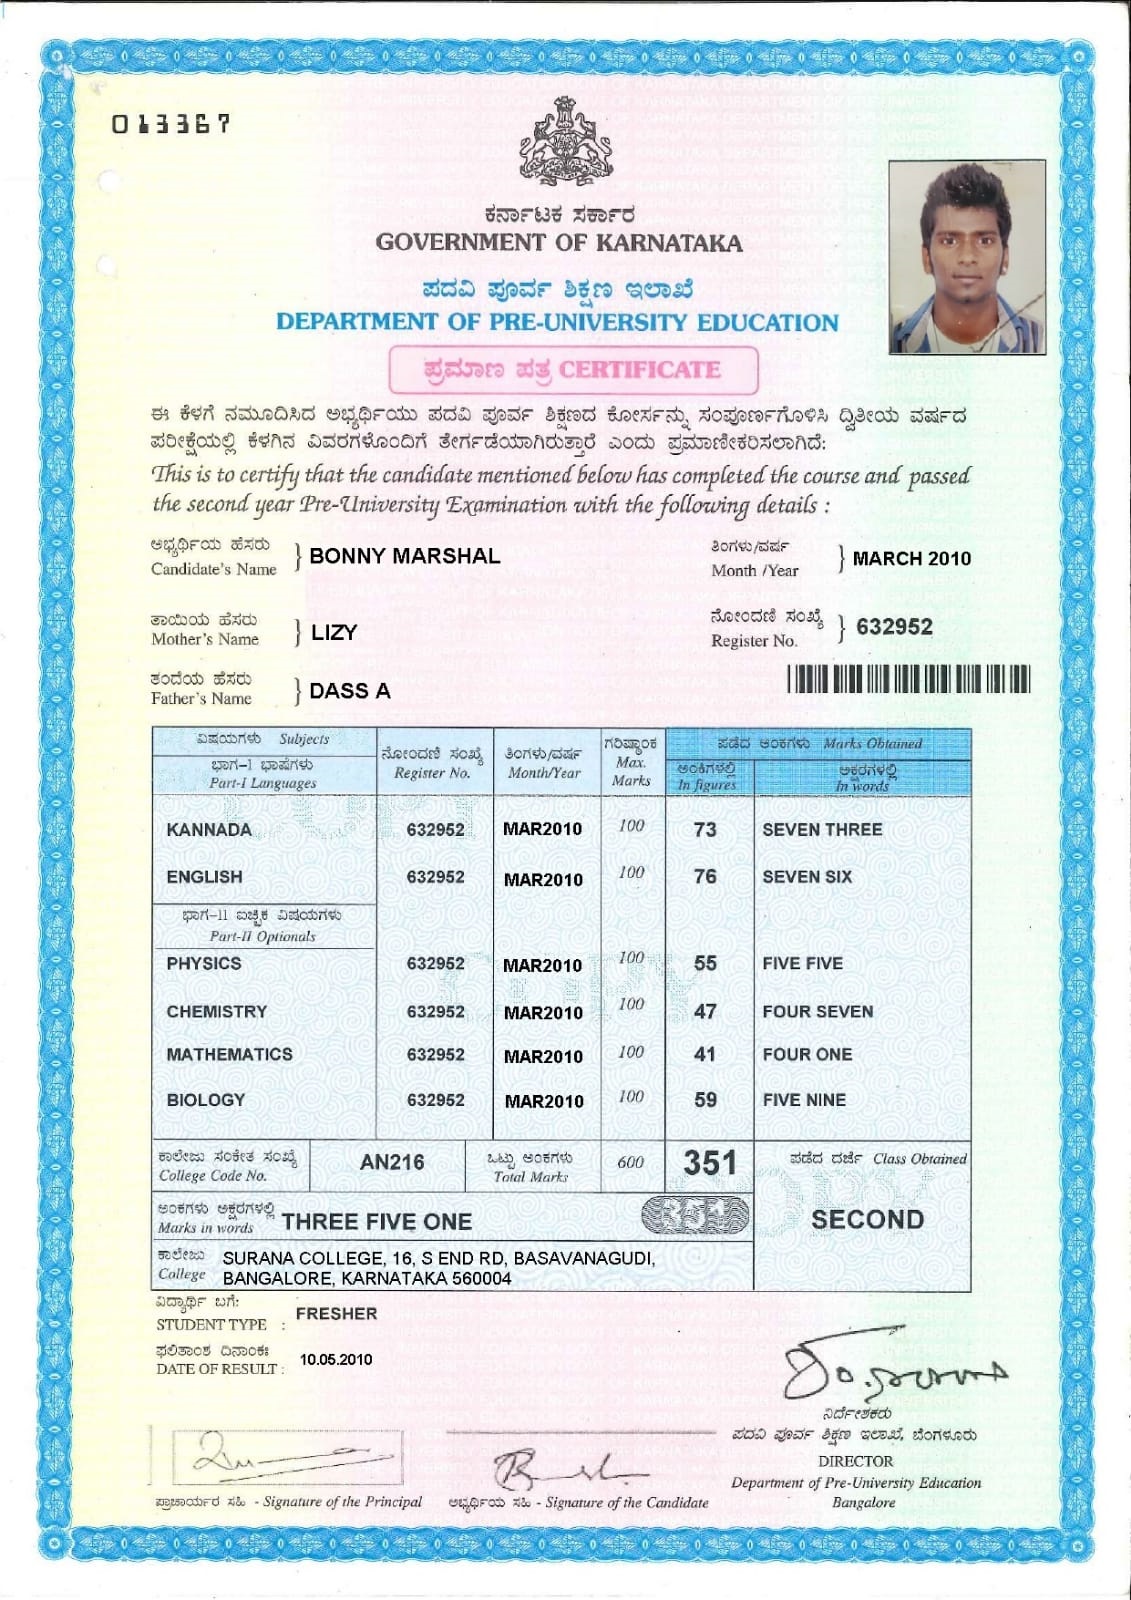 013367
ಕರ್ನಾಟಕ ಸರ್ಕಾರ
GOVERNMENT OF KARNATAKA
ಪದವಿ ಪೂರ್ವ ಶಿಕ್ಷಣ ಇಲಾಖೆ
DEPARTMENT OF PRE-UNIVERSITY EDUCATION
ಪ್ರಮಾಣ ಪತ್ರ CERTIFICATE
ಈ ಕೆಳಗೆ ನಮೂದಿಸಿದ ಅಭ್ಯರ್ಥಿಯು ಪದವಿ ಪೂರ್ವ ಶಿಕ್ಷಣದ ಕೋರ್ಸನ್ನು ಸಂಪೂರ್ಣಗೊಳಿಸಿ ದ್ವಿತೀಯ ವರ್ಷದ
ಪರೀಕ್ಷೆಯಲ್ಲಿ ಕೆಳಗಿನ ವಿವರಗಳೊಂದಿಗೆ ತೇರ್ಗಡೆಯಾಗಿರುತ್ತಾರೆ ಎಂದು ಪ್ರಮಾಣೀಕರಿಸಲಾಗಿದೆ:
This is to certify that the candidate mentioned below has completed the course and passed
the second year Pre-University Examination with the following details :
ಅಭ್ಯರ್ಥಿಯ ಹೆಸರು
Candidate's Name } BONNY MARSHAL
ತಿಂಗಳು/ವರ್ಷ
Month /Year } MARCH 2010
ತಾಯಿಯ ಹೆಸರು
Mother's Name } LIZY
ನೋಂದಣಿ ಸಂಖ್ಯೆ
Register No. } 632952
ತಂದೆಯ ಹೆಸರು
Father's Name } DASS A
ವಿಷಯಗಳು Subjects
ಭಾಗ-I ಭಾಷೆಗಳು
Part-I Languages
ನೋಂದಣಿ ಸಂಖ್ಯೆ
Register No.
ತಿಂಗಳು/ವರ್ಷ
Month/Year
ಗರಿಷ್ಠಾಂಕ
Max.
Marks
ಪಡೆದ ಅಂಕಗಳು Marks Obtained
ಅಂಕಿಗಳಲ್ಲಿ
In figures
ಅಕ್ಷರಗಳಲ್ಲಿ
In words
KANNADA 632952 MAR2010 100 73 SEVEN THREE
ENGLISH 632952 MAR2010 100 76 SEVEN SIX
ಭಾಗ-II ಐಚ್ಛಿಕ ವಿಷಯಗಳು
Part-II Optionals
PHYSICS 632952 MAR2010 100 55 FIVE FIVE
CHEMISTRY 632952 MAR2010 100 47 FOUR SEVEN
MATHEMATICS 632952 MAR2010 100 41 FOUR ONE
BIOLOGY 632952 MAR2010 100 59 FIVE NINE
ಕಾಲೇಜು ಸಂಕೇತ ಸಂಖ್ಯೆ
College Code No. AN216
ಒಟ್ಟು ಅಂಕಗಳು
Total Marks 600 351
ಪಡೆದ ದರ್ಜೆ Class Obtained
SECOND
ಅಂಕಗಳು ಅಕ್ಷರಗಳಲ್ಲಿ
Marks in words THREE FIVE ONE 351
ಕಾಲೇಜು
College SURANA COLLEGE, 16, S END RD, BASAVANAGUDI,
BANGALORE, KARNATAKA 560004
ವಿದ್ಯಾರ್ಥಿ ಬಗೆ:
STUDENT TYPE : FRESHER
ಫಲಿತಾಂಶ ದಿನಾಂಕ:
DATE OF RESULT : 10.05.2010
ನಿರ್ದೇಶಕರು
ಪದವಿ ಪೂರ್ವ ಶಿಕ್ಷಣ ಇಲಾಖೆ, ಬೆಂಗಳೂರು
DIRECTOR
Department of Pre-University Education
Bangalore
ಪ್ರಾಚಾರ್ಯರ ಸಹಿ - Signature of the Principal
ಅಭ್ಯರ್ಥಿಯ ಸಹಿ - Signature of the Candidate